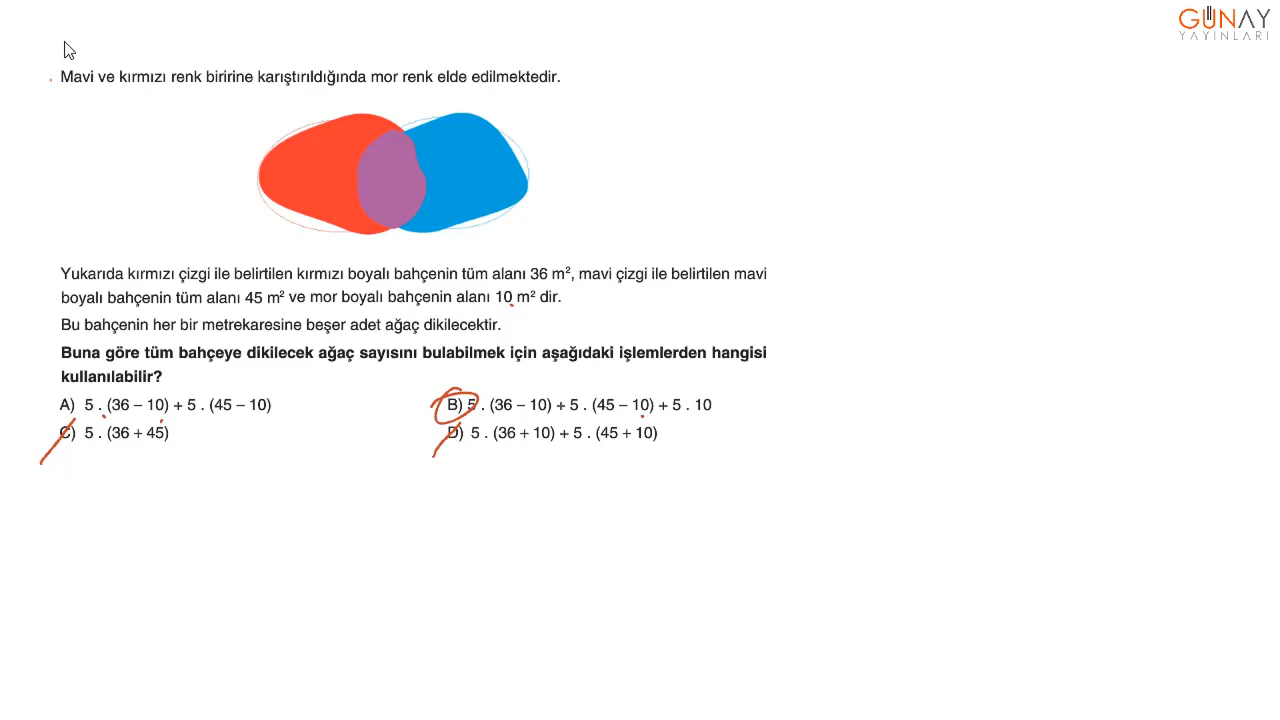 GÜNAY
YAYINLARI
Mavi ve kırmızı renk biririne karıştırıldığında mor renk elde edilmektedir.
Yukarıda kırmızı çizgi ile belirtilen kırmızı boyalı bahçenin tüm alanı 36 m², mavi çizgi ile belirtilen mavi
boyalı bahçenin tüm alanı 45 m² ve mor boyalı bahçenin alanı 10 m² dir.
Bu bahçenin her bir metrekaresine beşer adet ağaç dikilecektir.
Buna göre tüm bahçeye dikilecek ağaç sayısını bulabilmek için aşağıdaki işlemlerden hangisi
kullanılabilir?
A) 5 . (36 – 10) + 5 . (45 – 10)
B) 5 . (36 – 10) + 5 . (45 – 10) + 5 . 10
C) 5 . (36 + 45)
D) 5 . (36 + 10) + 5 . (45 + 10)